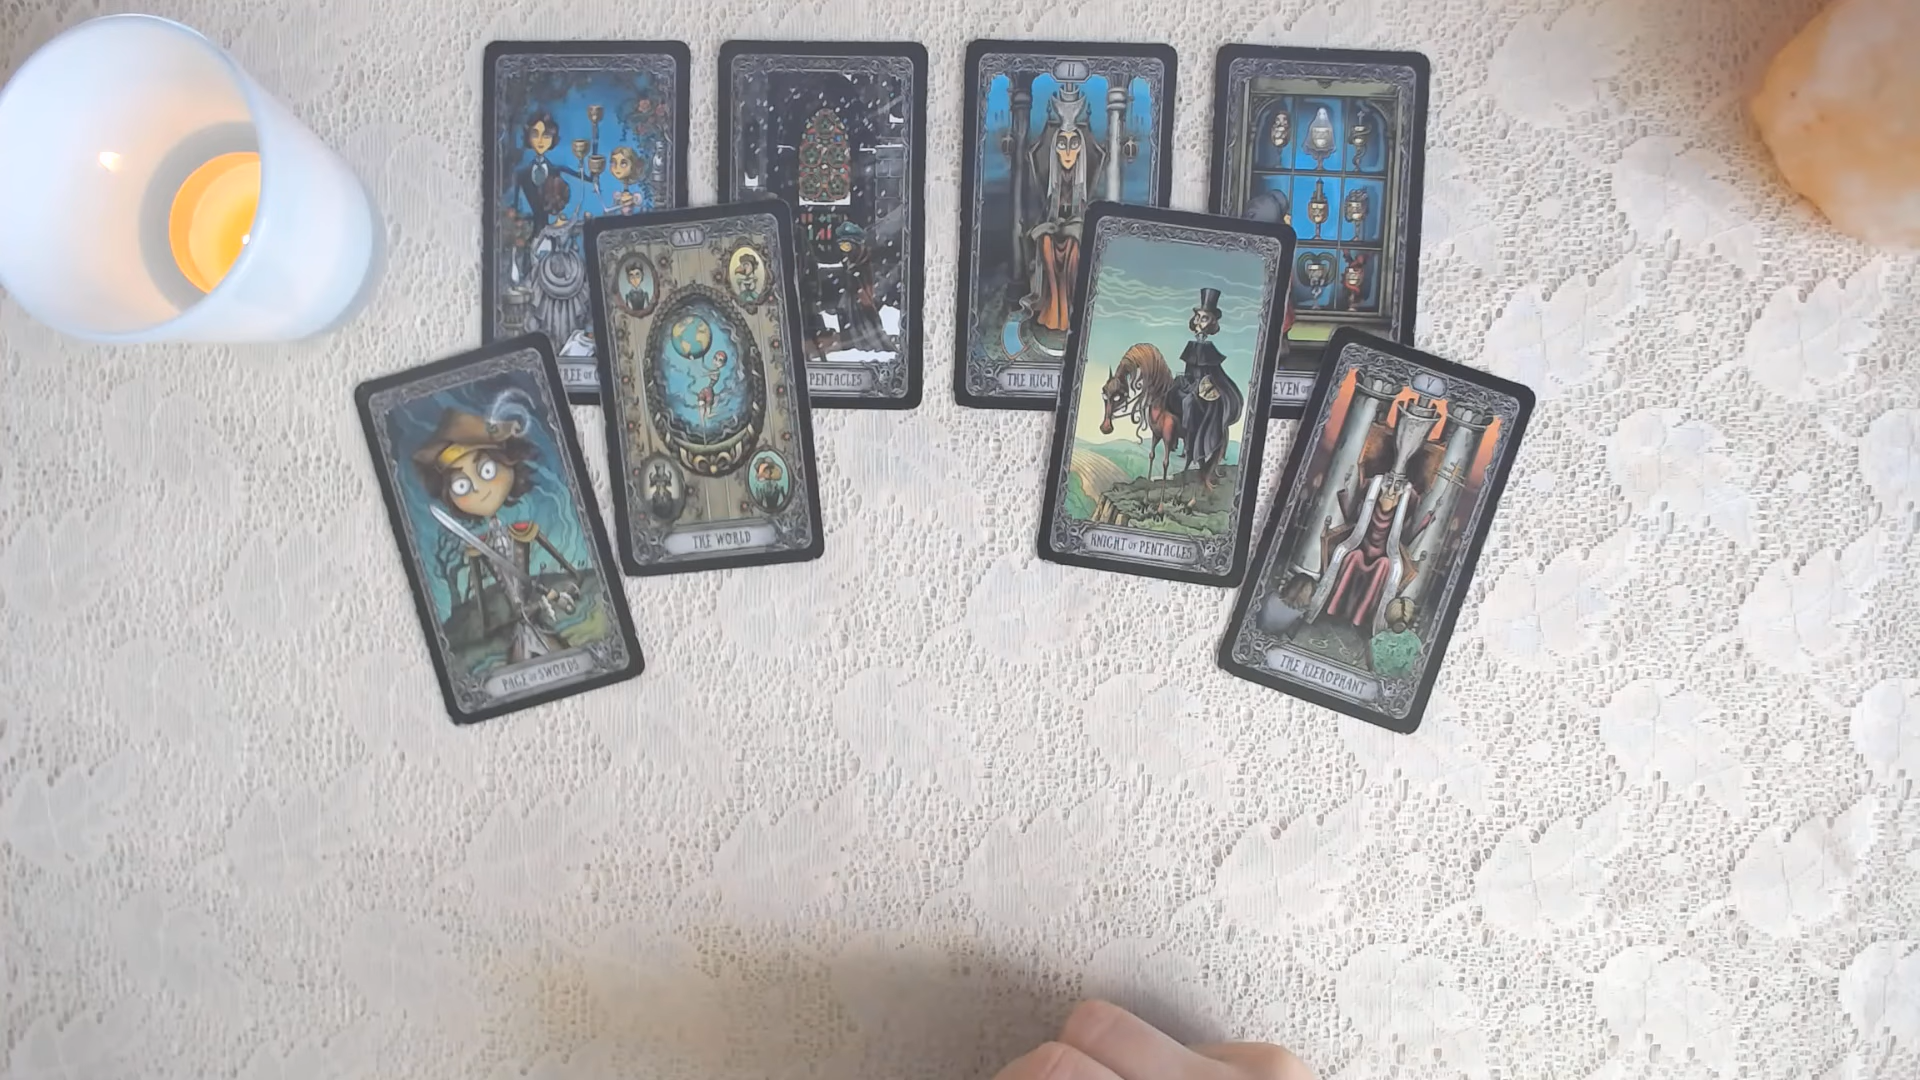 II
THE HIGH
PENTACLES
XXI
THE WORLD
KNIGHT OF PENTACLES
V
THE HIEROPHANT
PAGE OF SWORDS